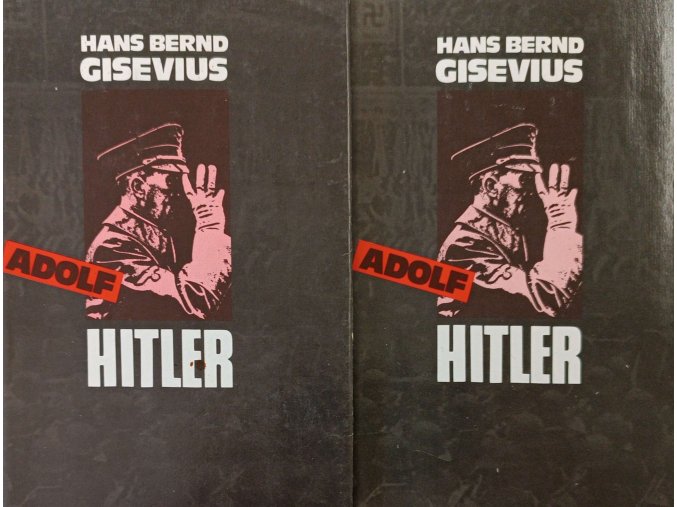 HANS BERND
GISEVIUS
ADOLF
HITLER
HANS BERND
GISEVIUS
ADOLF
HITLER